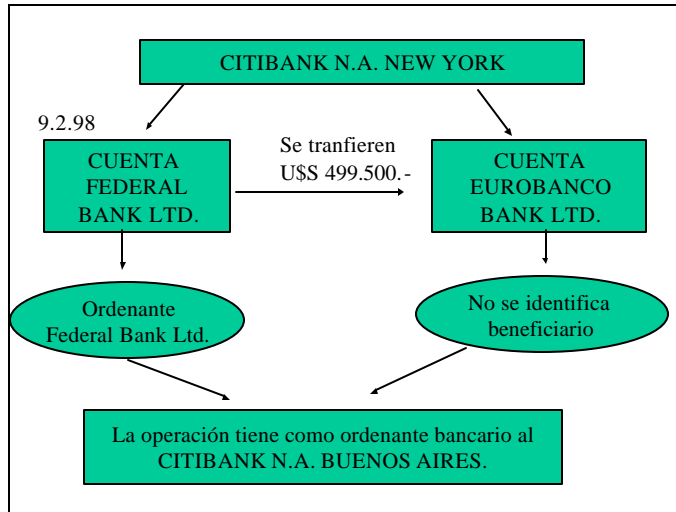 CITIBANK N.A. NEW YORK
9.2.98
CUENTA
FEDERAL
BANK LTD.
Se tranfieren
U$S 499.500.-
CUENTA
EUROBANCO
BANK LTD.
Ordenante
Federal Bank Ltd.
No se identifica
beneficiario
La operación tiene como ordenante bancario al
CITIBANK N.A. BUENOS AIRES.